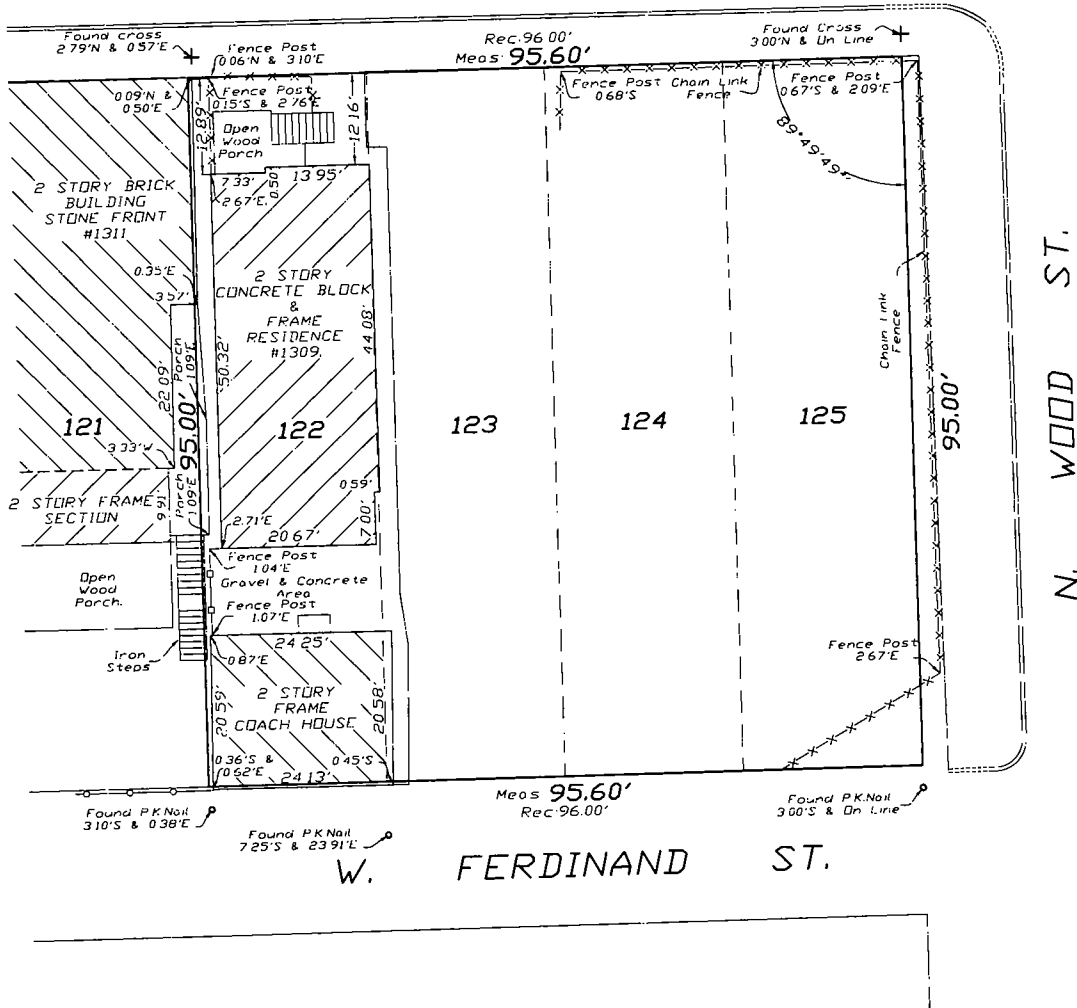 Found cross
2.79'N & 0.57'E
Fence Post
0.06'N & 3.10'E
Rec. 96.00'
Meas. 95.60'
Found Cross
3.00'N & On Line
0.09'N &
0.50'E
Fence Post
0.15'S & 2.76'E
Fence Post
0.68'S
Chain Link
Fence
Fence Post
0.67'S & 2.09'E
89°49'49"
12.89'
12.16'
Open
Wood
Porch
7.33'
0.50'
13.95'
2.67'E.
2 STORY BRICK
BUILDING
STONE FRONT
#1311
0.35'E
3.57'
2 STORY
CONCRETE BLOCK
&
FRAME
RESIDENCE
#1309.
44.08'
50.32'
22.09'
Porch
1.09'E
95.00'
Chain Link
Fence
95.00'
N. WOOD ST.
121
122
123
124
125
3.33'W
2 STORY FRAME
SECTION
9.91'
Porch
1.09'E
0.59'
7.00'
2.71'E
20.67'
Fence Post
1.04'E
Gravel & Concrete
Area
Fence Post
1.07'E
Open
Wood
Porch.
Iron
Steps
0.87'E
24.25'
2 STORY
FRAME
COACH HOUSE
20.59'
20.58'
0.36'S &
0.62'E
0.45'S
24.13'
Fence Post
2.67'E
Meas 95.60'
Rec. 96.00'
Found P.K.Nail
3.10'S & 0.38'E
Found P.K.Nail
7.25'S & 23.91'E
Found P.K.Nail
3.00'S & On Line
W. FERDINAND ST.